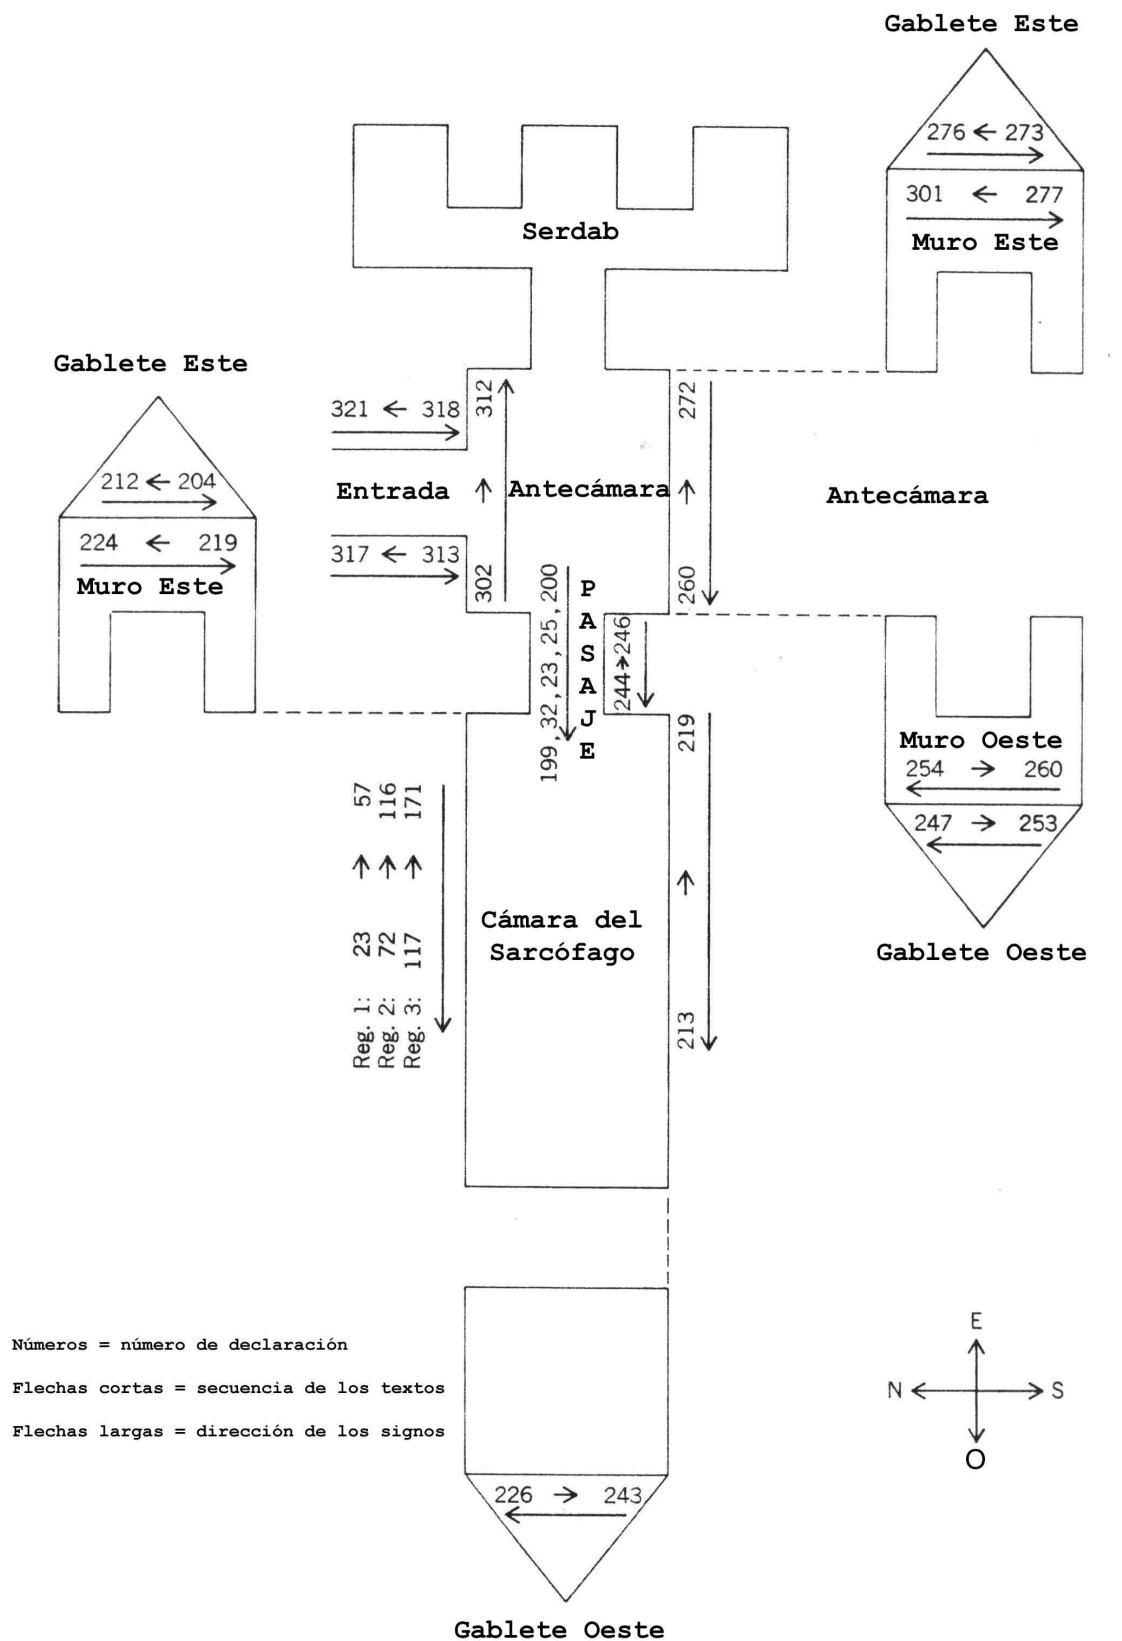 Gablete Este
276 ← 273
301 ← 277
Muro Este
Serdab
Gablete Este
212 ← 204
224 ← 219
Muro Este
321 ← 318
312
272
Entrada
Antecámara
Antecámara
317 ← 313
302
260
199, 32, 23, 25, 200
PASAJE
244→246
219
Muro Oeste
254 → 260
247 → 253
Gablete Oeste
Reg. 1: 23 → 57
Reg. 2: 72 → 116
Reg. 3: 117 → 171
Cámara del
Sarcófago
213
Números = número de declaración
Flechas cortas = secuencia de los textos
Flechas largas = dirección de los signos
E
N
S
O
226 → 243
Gablete Oeste